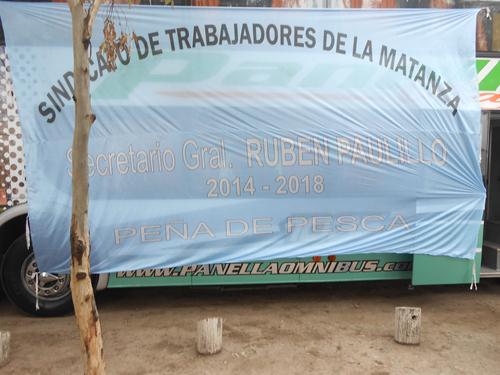 SINDICATO DE TRABAJADORES DE LA MATANZA
Secretario Gral. RUBEN PAULILLO
2014 - 2018
PEÑA DE PESCA
WWW.PANELLAOMNIBUS.co